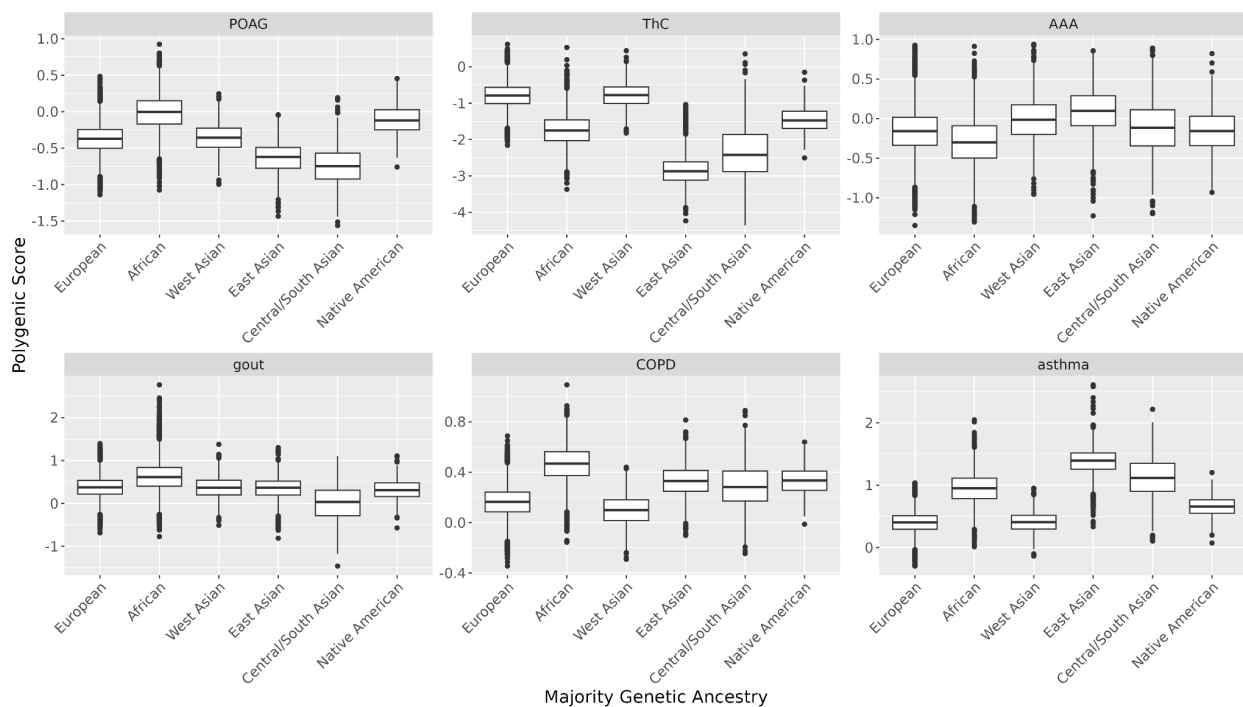 POAG
ThC
AAA
1.0
0.5
0.0
-0.5
-1.0
-1.5
0
-1
-2
-3
-4
1.0
0.5
0.0
-0.5
-1.0
European
African
West Asian
East Asian
Central/South Asian
Native American
European
African
West Asian
East Asian
Central/South Asian
Native American
European
African
West Asian
East Asian
Central/South Asian
Native American
Polygenic Score
gout
COPD
asthma
2
1
0
-1
0.8
0.4
0.0
-0.4
2
1
0
European
African
West Asian
East Asian
Central/South Asian
Native American
European
African
West Asian
East Asian
Central/South Asian
Native American
European
African
West Asian
East Asian
Central/South Asian
Native American
Majority Genetic Ancestry